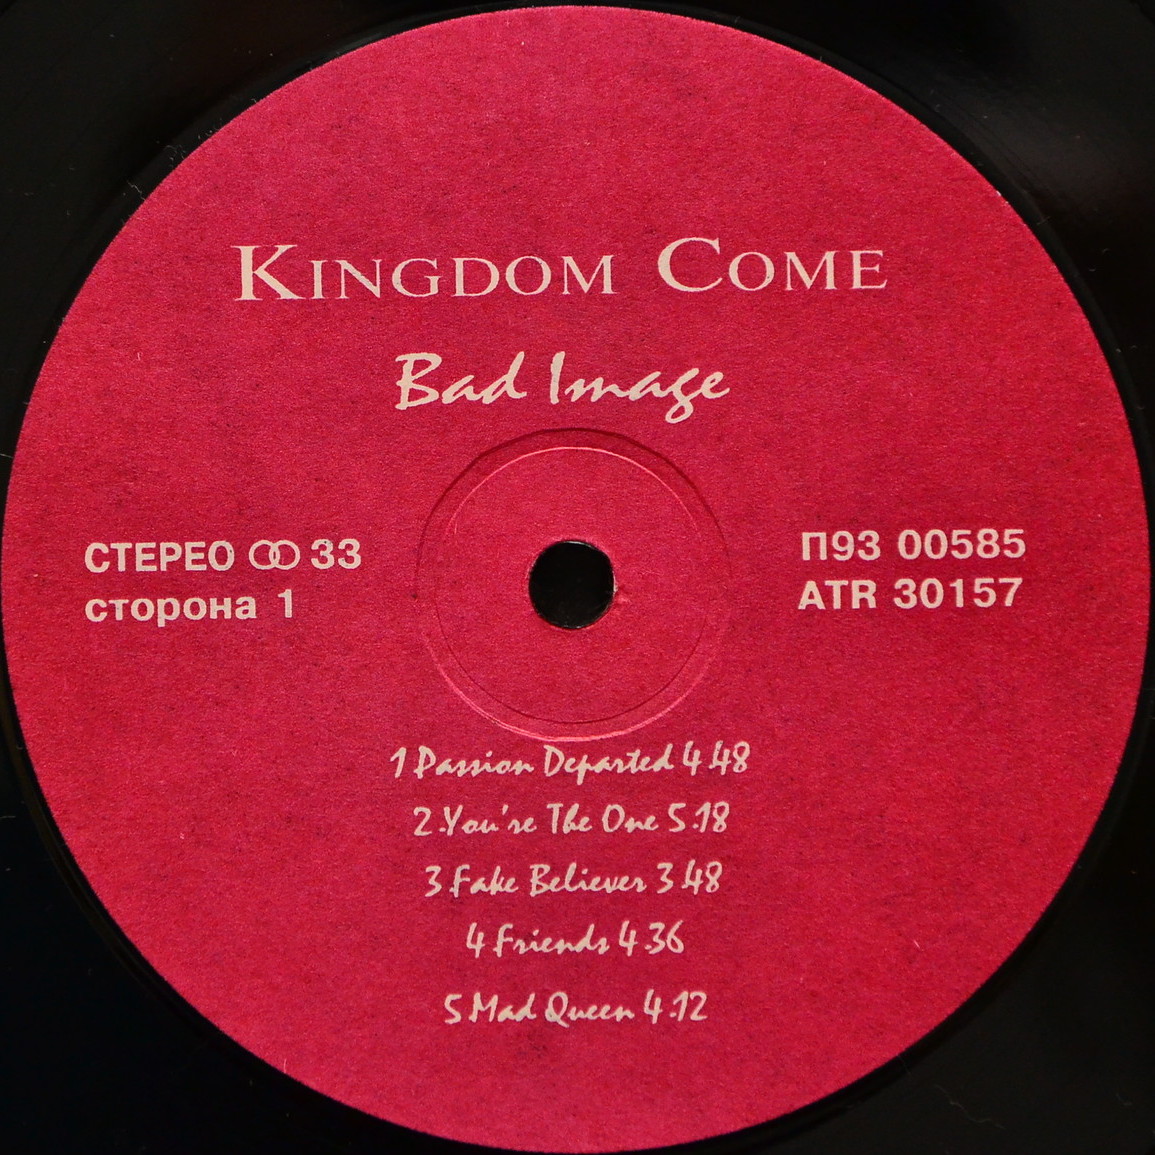 KINGDOM COME
Bad Image
СТЕРЕО 33
сторона 1
П93 00585
ATR 30157
1 Passion Departed 4.48
2.You're The One 5.18
3.Fake Believer 3.48
4 Friends 4.36
5.Mad Queen 4.12